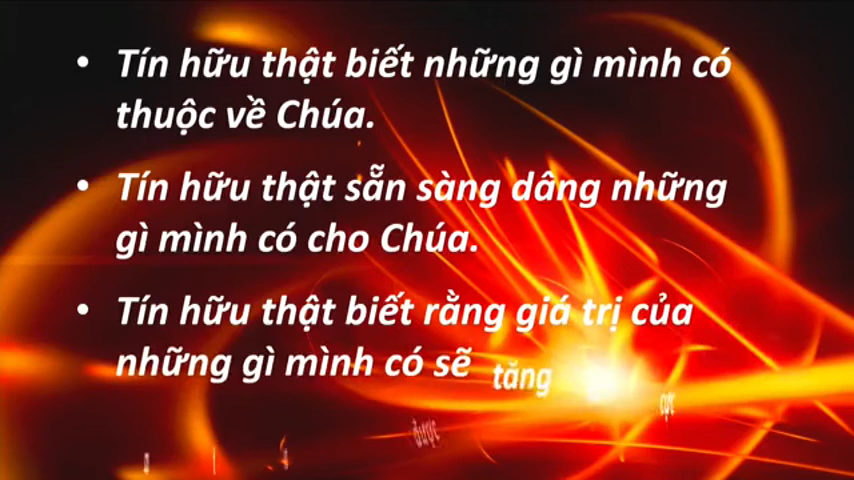 • Tín hữu thật biết những gì mình có
thuộc về Chúa.
• Tín hữu thật sẵn sàng dâng những
gì mình có cho Chúa.
• Tín hữu thật biết rằng giá trị của
những gì mình có sẽ tăng
được